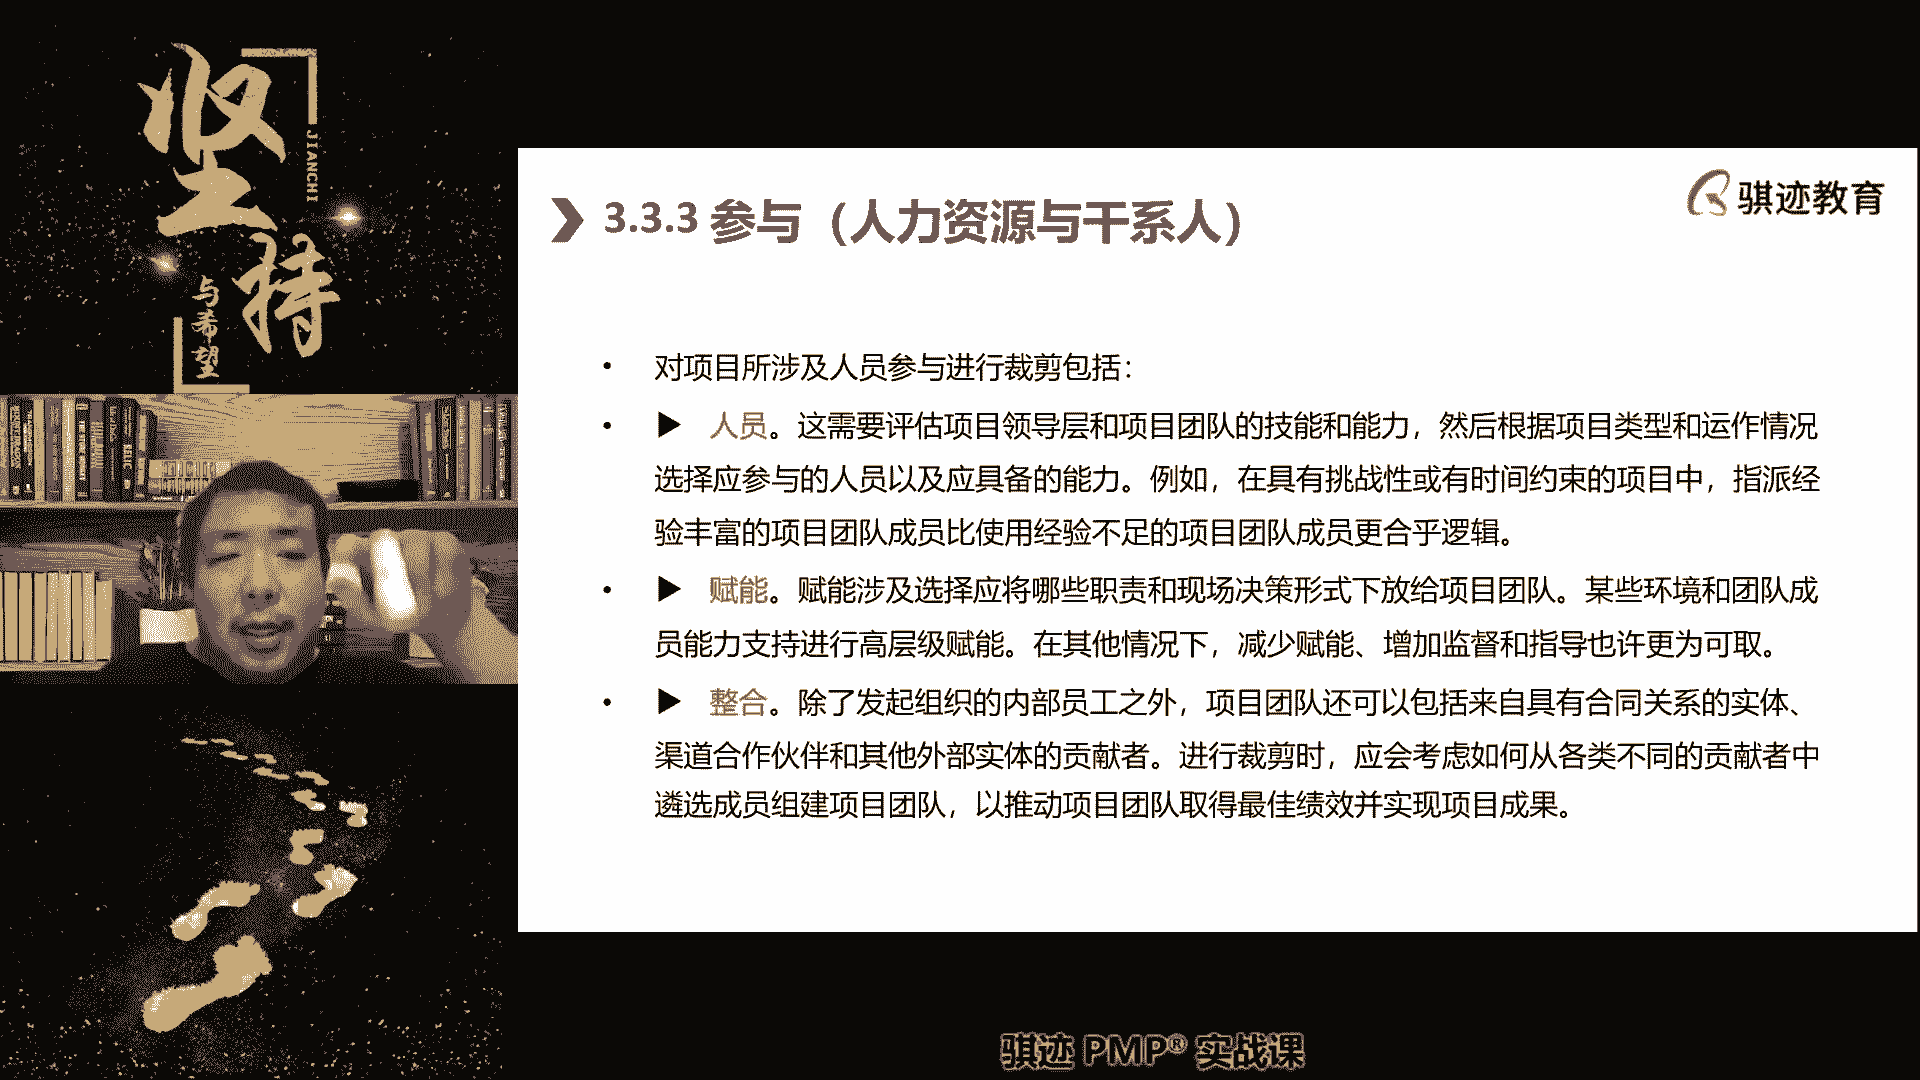 坚持
JIANCHI
与希望
骐迹教育
3.3.3 参与（人力资源与干系人）
• 对项目所涉及人员参与进行裁剪包括：
• ▶ 人员。这需要评估项目领导层和项目团队的技能和能力，然后根据项目类型和运作情况
选择应参与的人员以及应具备的能力。例如，在具有挑战性或有时间约束的项目中，指派经
验丰富的项目团队成员比使用经验不足的项目团队成员更合乎逻辑。
• ▶ 赋能。赋能涉及选择应将哪些职责和现场决策形式下放给项目团队。某些环境和团队成
员能力支持进行高层级赋能。在其他情况下，减少赋能、增加监督和指导也许更为可取。
• ▶ 整合。除了发起组织的内部员工之外，项目团队还可以包括来自具有合同关系的实体、
渠道合作伙伴和其他外部实体的贡献者。进行裁剪时，应会考虑如何从各类不同的贡献者中
遴选成员组建项目团队，以推动项目团队取得最佳绩效并实现项目成果。
骐迹 PMP® 实战课